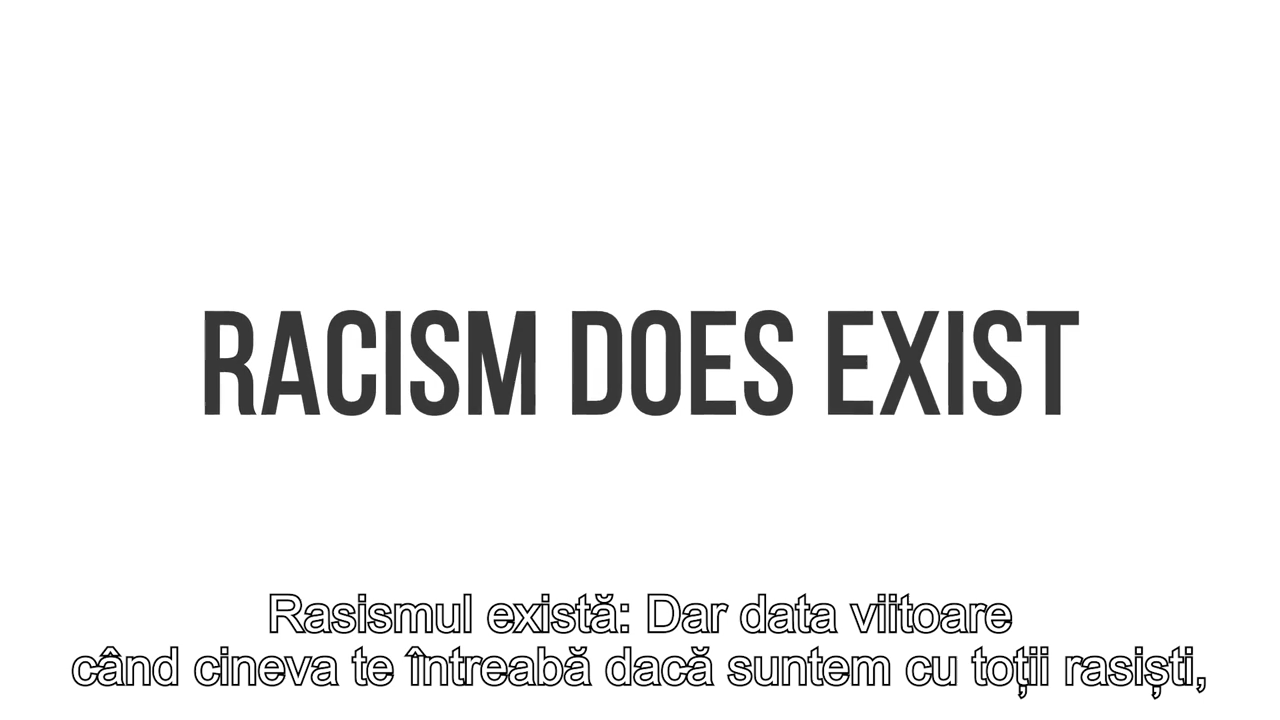 RACISM DOES EXIST
Rasismul există: Dar data viitoare
când cineva te întreabă dacă suntem cu toții rasiști,